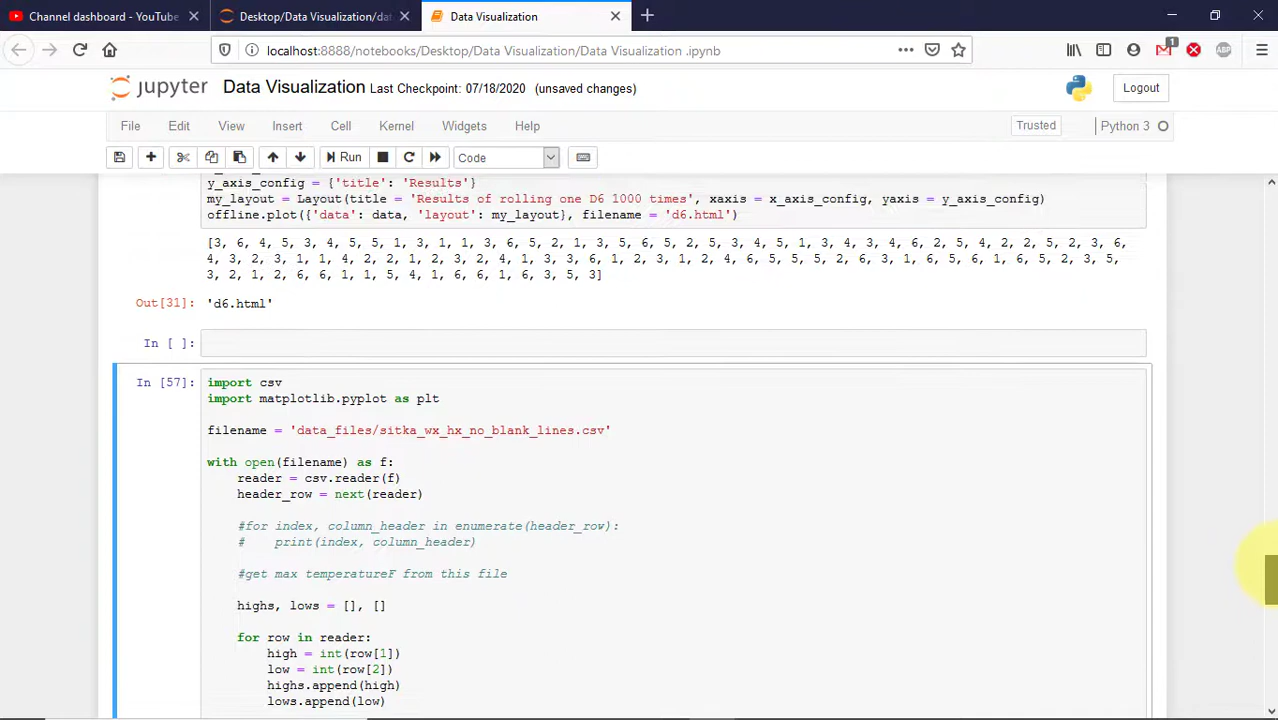 Channel dashboard - YouTube
Desktop/Data Visualization/dat
Data Visualization
localhost:8888/notebooks/Desktop/Data Visualization/Data Visualization .ipynb
1
ABP
jupyter Data Visualization Last Checkpoint: 07/18/2020 (unsaved changes)
Logout
File Edit View Insert Cell Kernel Widgets Help
Trusted
Python 3
Run
Code
y_axis_config = {'title': 'Results'}
my_layout = Layout(title = 'Results of rolling one D6 1000 times', xaxis = x_axis_config, yaxis = y_axis_config)
offline.plot({'data': data, 'layout': my_layout}, filename = 'd6.html')
[3, 6, 4, 5, 3, 4, 5, 5, 1, 3, 1, 1, 3, 6, 5, 2, 1, 3, 5, 6, 5, 2, 5, 3, 4, 5, 1, 3, 4, 3, 4, 6, 2, 5, 4, 2, 2, 5, 2, 3, 6,
4, 3, 2, 3, 1, 1, 4, 2, 2, 1, 2, 3, 2, 4, 1, 3, 3, 6, 1, 2, 3, 1, 2, 4, 6, 5, 5, 5, 2, 6, 3, 1, 6, 5, 6, 1, 6, 5, 2, 3, 5,
3, 2, 1, 2, 6, 6, 1, 1, 5, 4, 1, 6, 6, 1, 6, 3, 5, 3]
Out[31]: 'd6.html'
In [ ]:
In [57]: import csv
import matplotlib.pyplot as plt
filename = 'data_files/sitka_wx_hx_no_blank_lines.csv'
with open(filename) as f:
reader = csv.reader(f)
header_row = next(reader)
#for index, column_header in enumerate(header_row):
# print(index, column_header)
#get max temperatureF from this file
highs, lows = [], []
for row in reader:
high = int(row[1])
low = int(row[2])
highs.append(high)
lows.append(low)